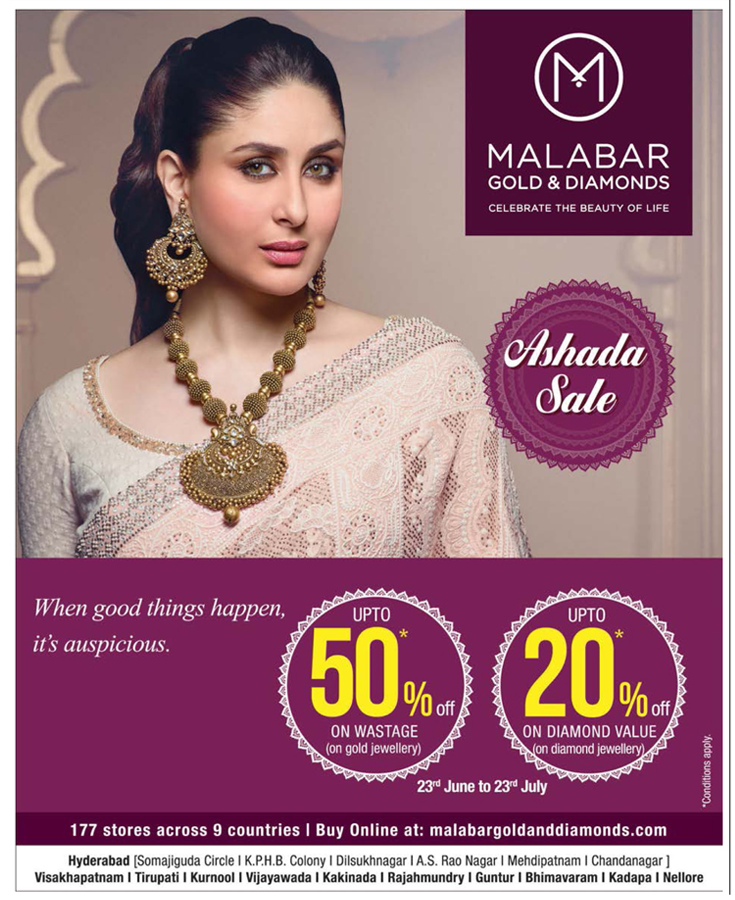 M
MALABAR
GOLD & DIAMONDS
CELEBRATE THE BEAUTY OF LIFE
Ashada
Sale
When good things happen,
it's auspicious.
UPTO
50%* off
ON WASTAGE
(on gold jewellery)
UPTO
20%* off
ON DIAMOND VALUE
(on diamond jewellery)
23rd June to 23rd July
*Conditions apply.
177 stores across 9 countries | Buy Online at: malabargoldanddiamonds.com
Hyderabad [Somajiguda Circle | K.P.H.B. Colony | Dilsukhnagar | A.S. Rao Nagar | Mehdipatnam | Chandanagar ]
Visakhapatnam | Tirupati | Kurnool | Vijayawada | Kakinada | Rajahmundry | Guntur | Bhimavaram | Kadapa | Nellore